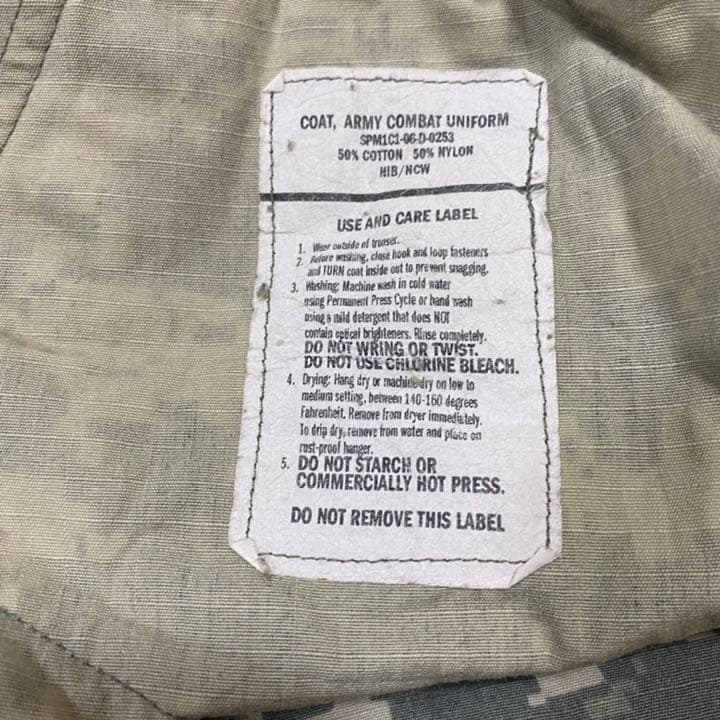 COAT, ARMY COMBAT UNIFORM
SPM1C1-06-D-0253
50% COTTON 50% NYLON
NIB/NCW
USE AND CARE LABEL
1. Wear outside of trouser.
2. Before washing, close hook and loop fasteners
and TURN coat inside out to prevent snagging.
3. Washing: Machine wash in cold water
using Permanent Press Cycle or hand wash
using a mild detergent that does NOT
contain optical brighteners. Rinse completely.
DO NOT WRING OR TWIST.
DO NOT USE CHLORINE BLEACH.
4. Drying: Hang dry or machine dry on low to
medium setting, between 140-160 degrees
Fahrenheit. Remove from dryer immediately.
To drip dry, remove from water and place on
rust-proof hanger.
5. DO NOT STARCH OR
COMMERCIALLY HOT PRESS.
DO NOT REMOVE THIS LABEL